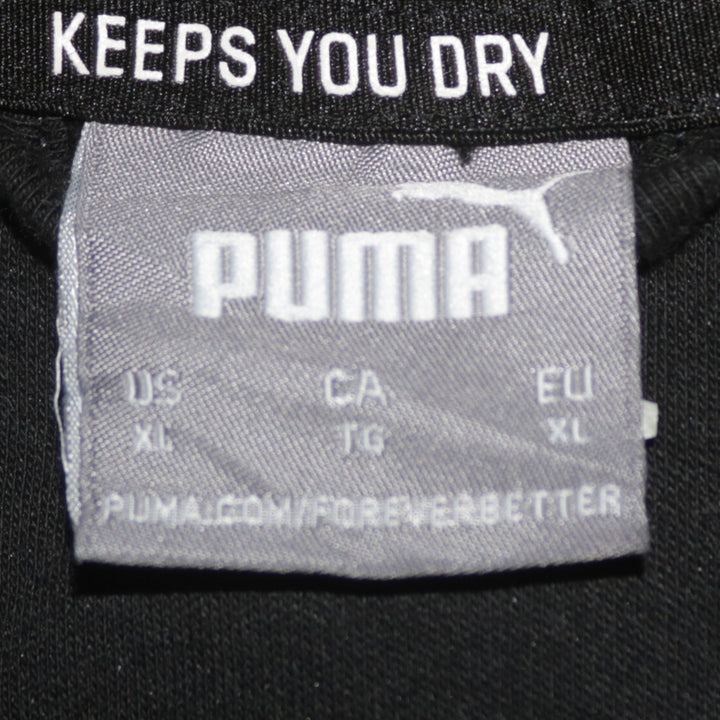 KEEPS YOU DRY
PUMA
US CA EU
XL TG XL
PUMA.COM/FOREVERBETTER